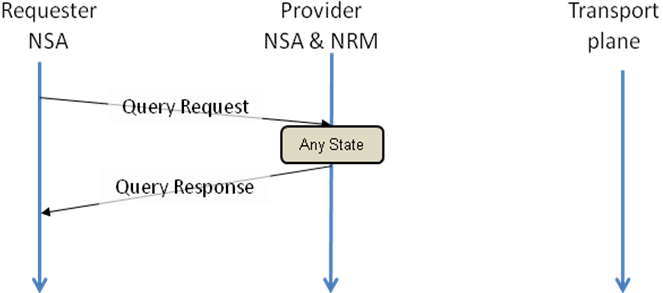 Requester
NSA
Provider
NSA & NRM
Transport
plane
Query Request
Any State
Query Response